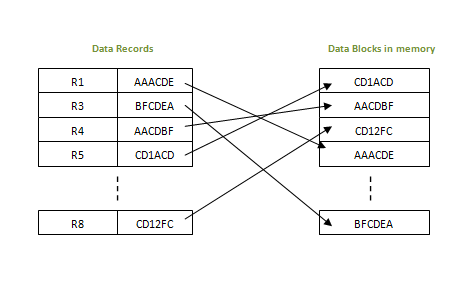 Data Records Data Blocks in memory
R1 AAACDE CD1ACD
R3 BFCDEA AACDBF
R4 AACDBF CD12FC
R5 CD1ACD AAACDE
R8 CD12FC BFCDEA